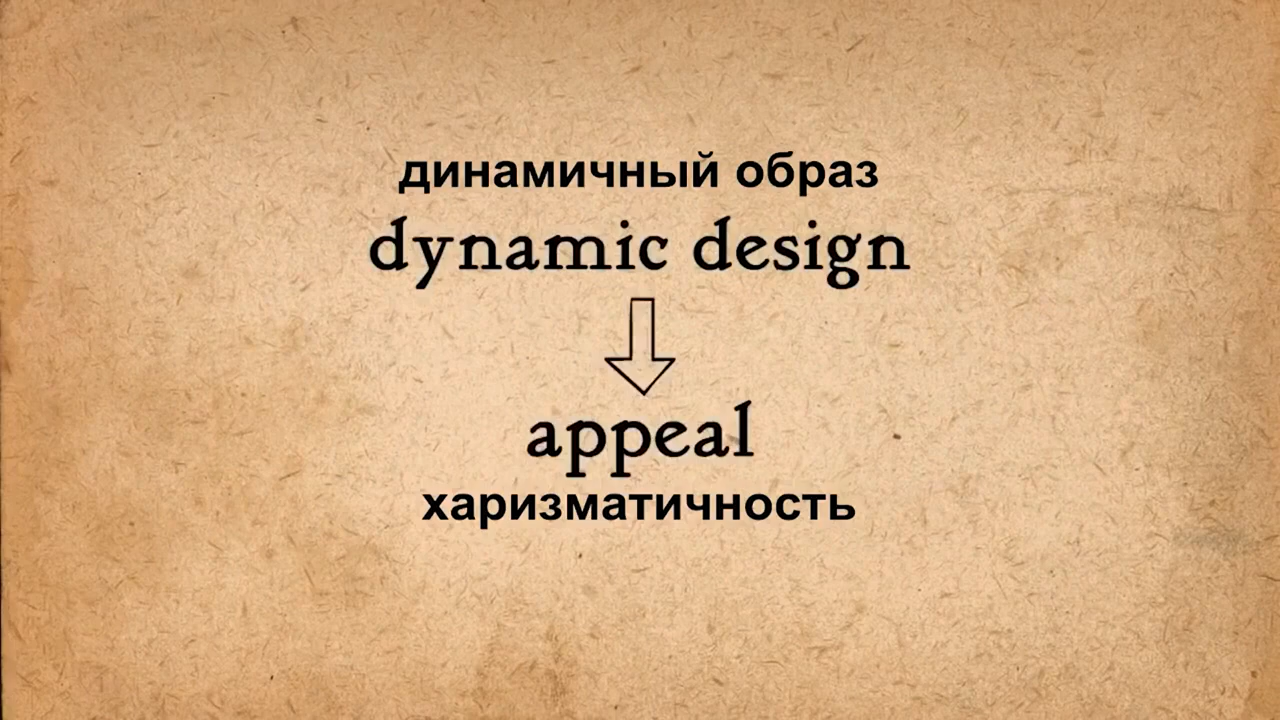 динамичный образ
dynamic design
appeal
харизматичность